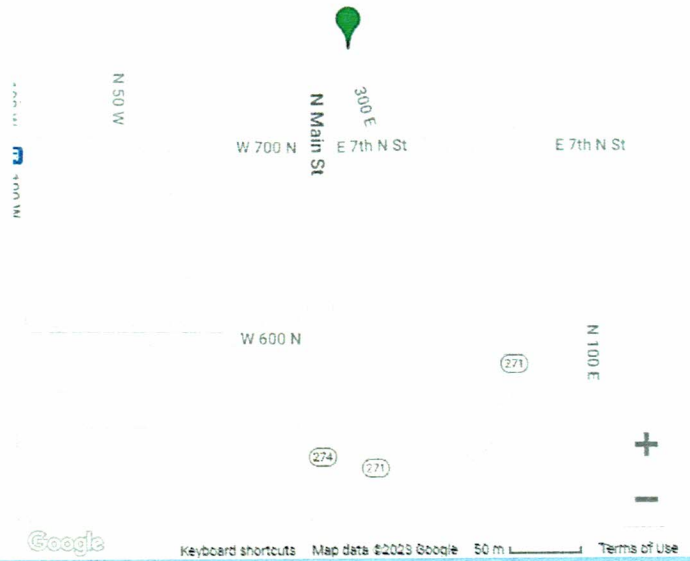 N 50 W
N Main St
300 E
W 700 N
E 7th N St
E 7th N St
100 W
W 600 N
N 100 E
271
274
271
Google
Keyboard shortcuts Map data ©2023 Google 50 m Terms of Use